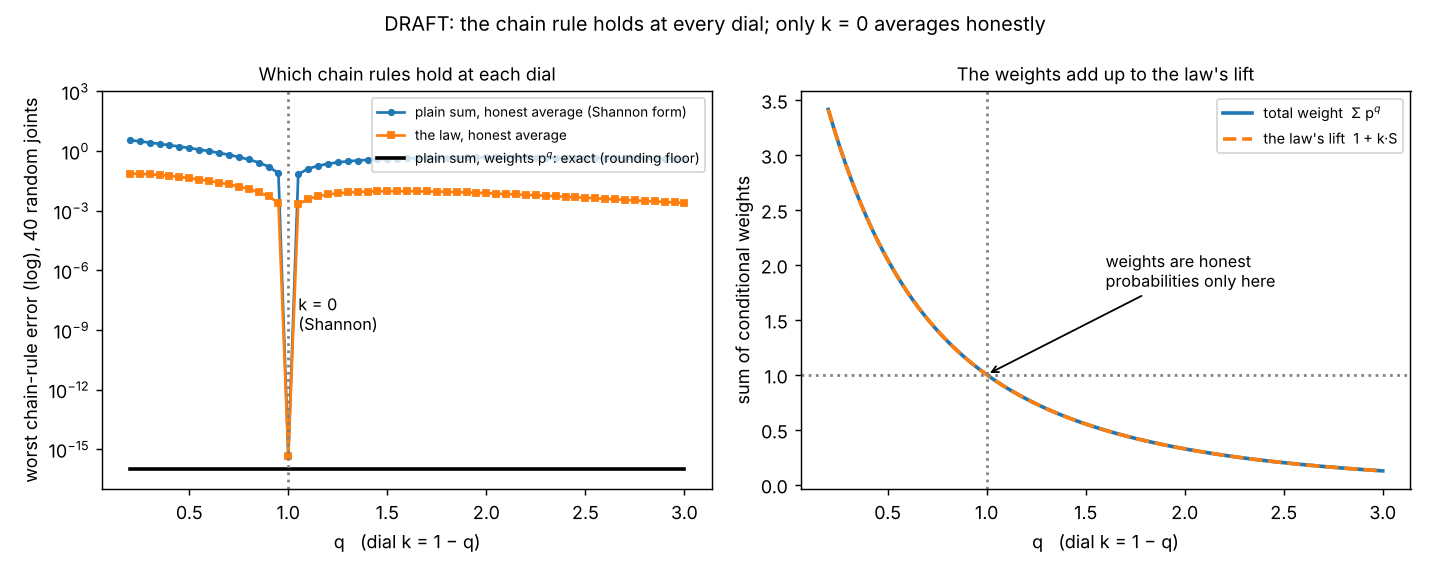 DRAFT: the chain rule holds at every dial; only k = 0 averages honestly
Which chain rules hold at each dial
worst chain-rule error (log), 40 random joints
10³
10⁰
10⁻³
10⁻⁶
10⁻⁹
10⁻¹²
10⁻¹⁵
plain sum, honest average (Shannon form)
the law, honest average
plain sum, weights p^q: exact (rounding floor)
k = 0
(Shannon)
0.5 1.0 1.5 2.0 2.5 3.0
q (dial k = 1 − q)
The weights add up to the law's lift
sum of conditional weights
3.5
3.0
2.5
2.0
1.5
1.0
0.5
0.0
total weight Σ p^q
the law's lift 1 + k·S
weights are honest
probabilities only here
0.5 1.0 1.5 2.0 2.5 3.0
q (dial k = 1 − q)